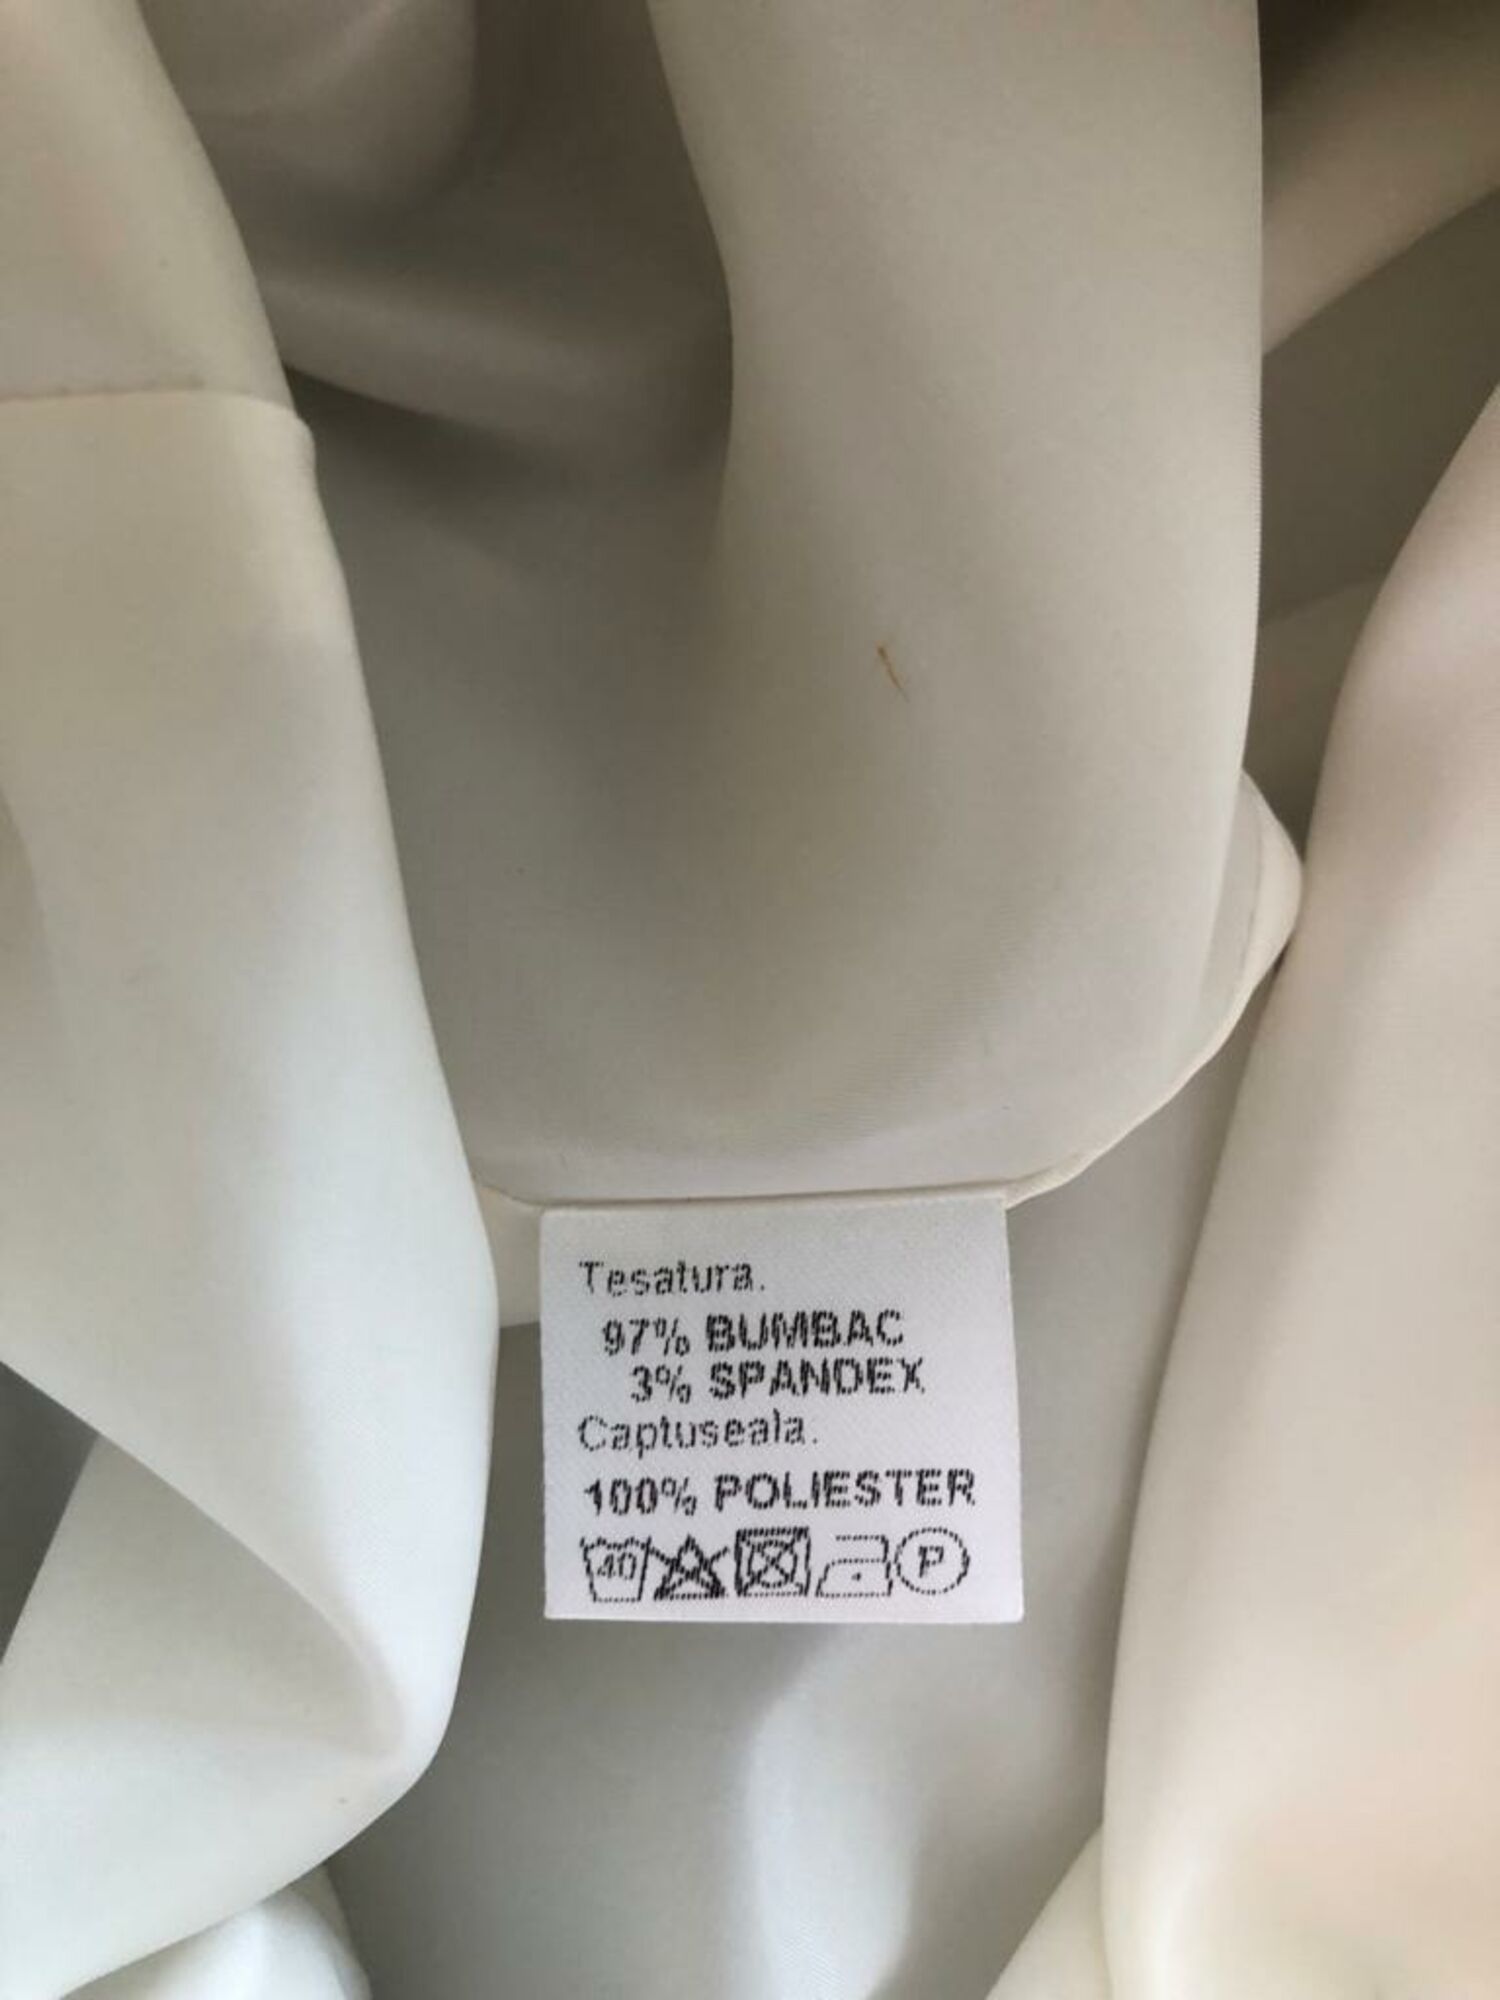 Tesatura.
97% BUMBAC
3% SPANDEX
Captuseala.
100% POLIESTER
40 P